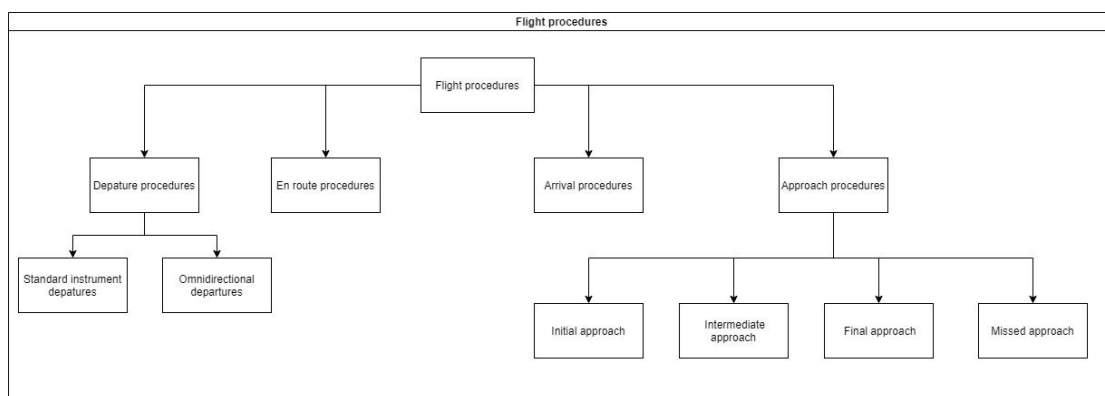 Flight procedures
Flight procedures
Depature procedures
En route procedures
Arrival procedures
Approach procedures
Standard instrument
depatures
Omnidirectional
departures
Initial approach
Intermediate
approach
Final approach
Missed approach